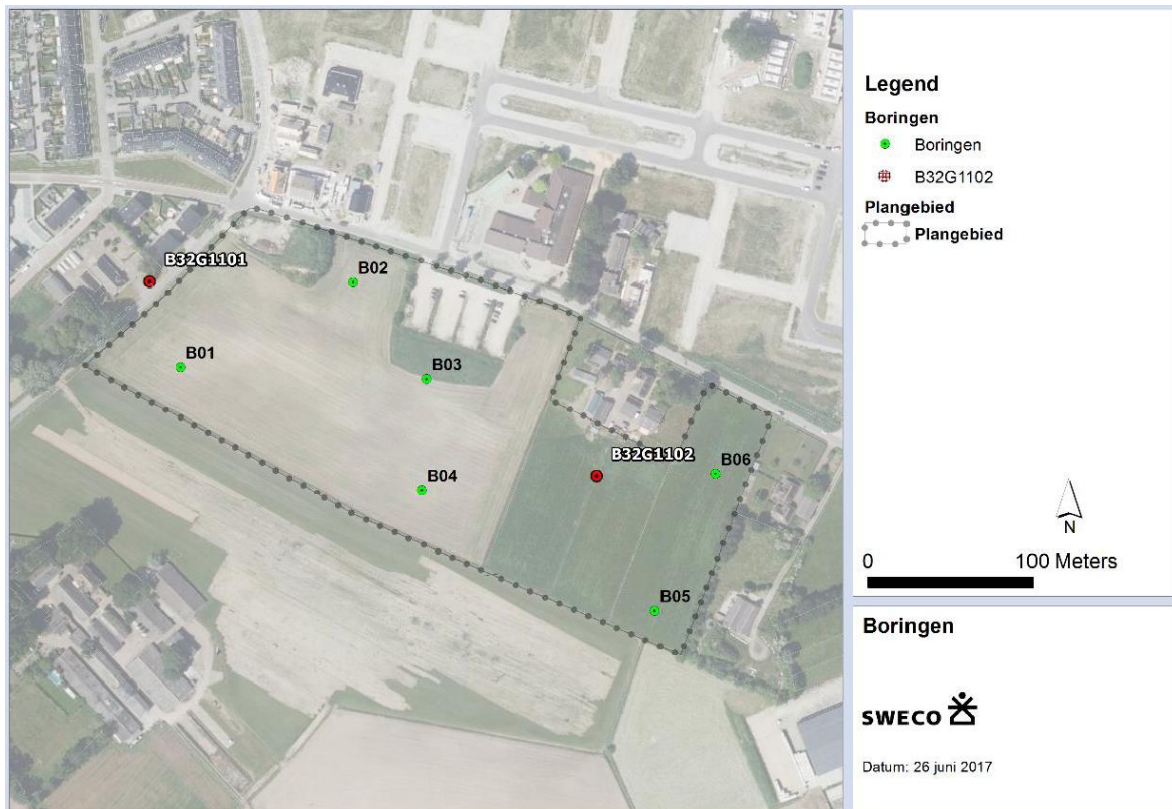 B32G1101
B02
B01
B03
B32G1102
B06
B04
B05
Legend
Boringen
Boringen
B32G1102
Plangebied
Plangebied
N
0 100 Meters
Boringen
SWECO
Datum: 26 juni 2017